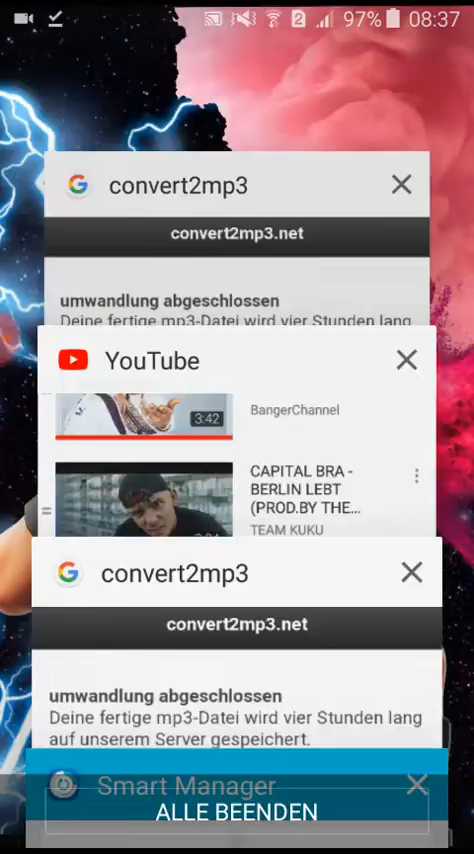 2 97% 08:37
convert2mp3
convert2mp3.net
umwandlung abgeschlossen
Deine fertige mp3-Datei wird vier Stunden lang
YouTube
3:42
BangerChannel
CAPITAL BRA -
BERLIN LEBT
(PROD.BY THE...
TEAM KUKU
convert2mp3
convert2mp3.net
umwandlung abgeschlossen
Deine fertige mp3-Datei wird vier Stunden lang
auf unserem Server gespeichert.
Smart Manager
ALLE BEENDEN